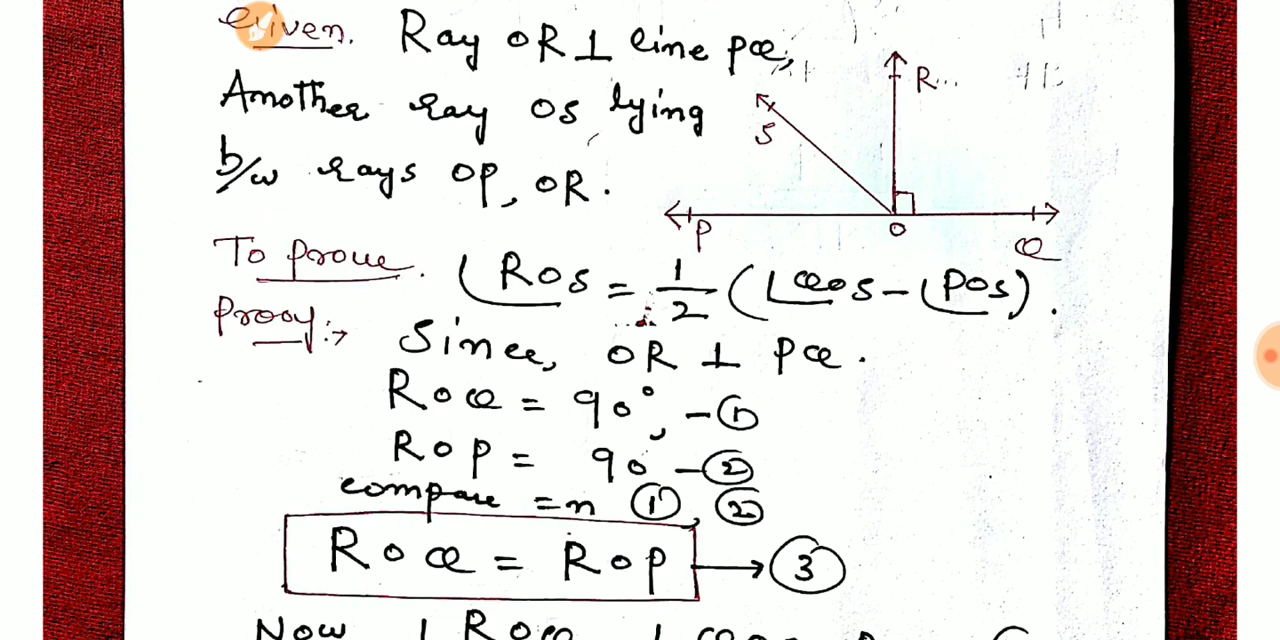 Given. Ray OR ⊥ line PQ,
Another ray OS lying
b/w rays OP, OR.
R
S
P
O
Q
To prove. ∠ROS = 1/2 (∠QOS - ∠POS).
Proof :→
Since, OR ⊥ PQ.
ROQ = 90°, - ①
ROP = 90 - ②
compare =n ①, ②
ROQ = ROP → ③
Now